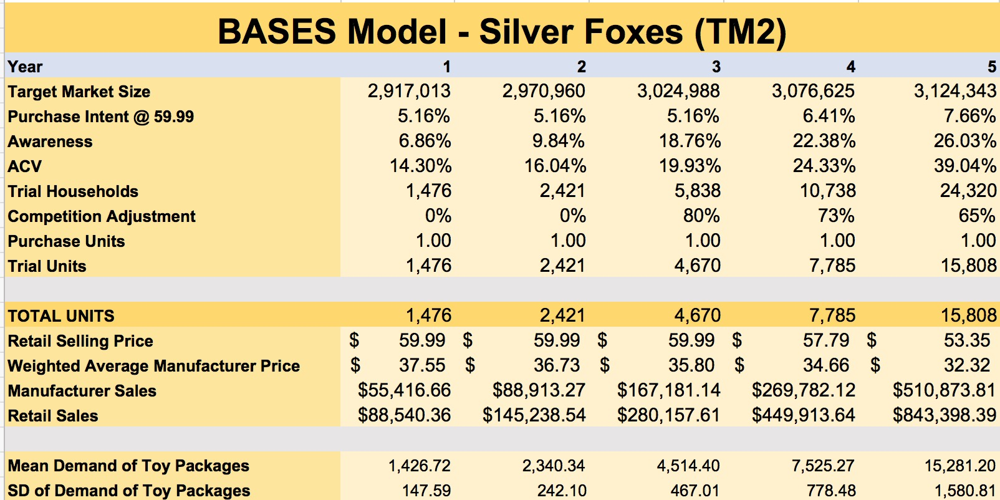 BASES Model - Silver Foxes (TM2)
Year 1 2 3 4 5
Target Market Size 2,917,013 2,970,960 3,024,988 3,076,625 3,124,343
Purchase Intent @ 59.99 5.16% 5.16% 5.16% 6.41% 7.66%
Awareness 6.86% 9.84% 18.76% 22.38% 26.03%
ACV 14.30% 16.04% 19.93% 24.33% 39.04%
Trial Households 1,476 2,421 5,838 10,738 24,320
Competition Adjustment 0% 0% 80% 73% 65%
Purchase Units 1.00 1.00 1.00 1.00 1.00
Trial Units 1,476 2,421 4,670 7,785 15,808
TOTAL UNITS 1,476 2,421 4,670 7,785 15,808
Retail Selling Price $ 59.99 $ 59.99 $ 59.99 $ 57.79 $ 53.35
Weighted Average Manufacturer Price $ 37.55 $ 36.73 $ 35.80 $ 34.66 $ 32.32
Manufacturer Sales $55,416.66 $88,913.27 $167,181.14 $269,782.12 $510,873.81
Retail Sales $88,540.36 $145,238.54 $280,157.61 $449,913.64 $843,398.39
Mean Demand of Toy Packages 1,426.72 2,340.34 4,514.40 7,525.27 15,281.20
SD of Demand of Toy Packages 147.59 242.10 467.01 778.48 1,580.81